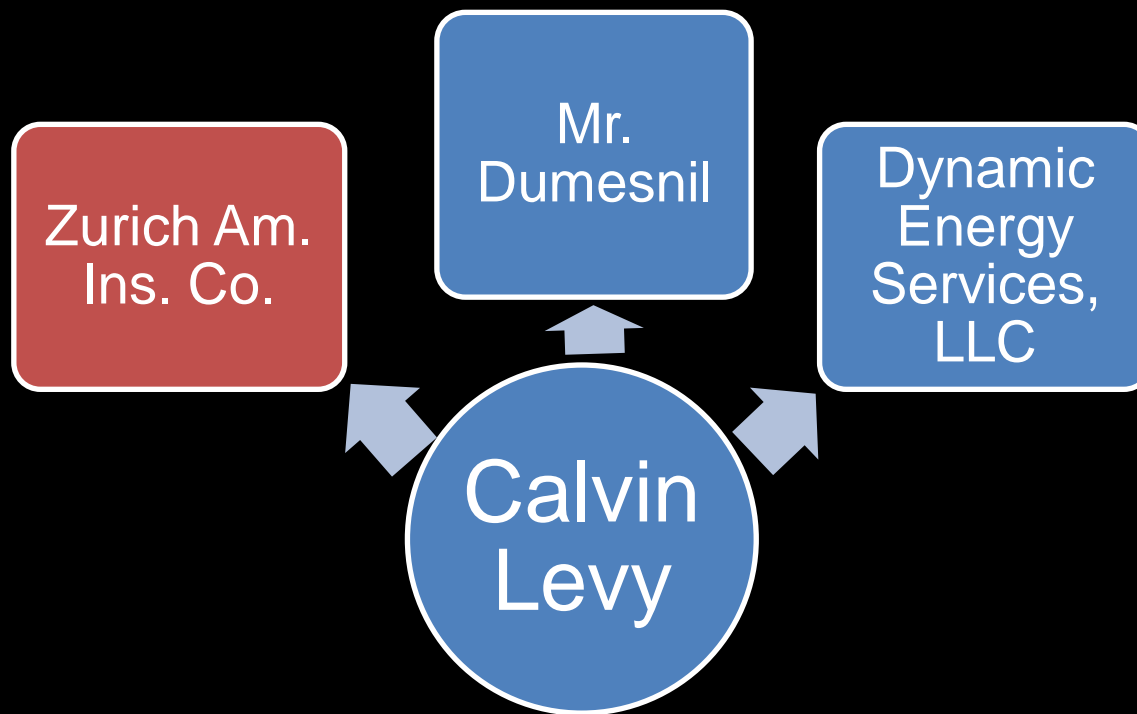 Zurich Am.
Ins. Co.
Mr.
Dumesnil
Dynamic
Energy
Services,
LLC
Calvin
Levy